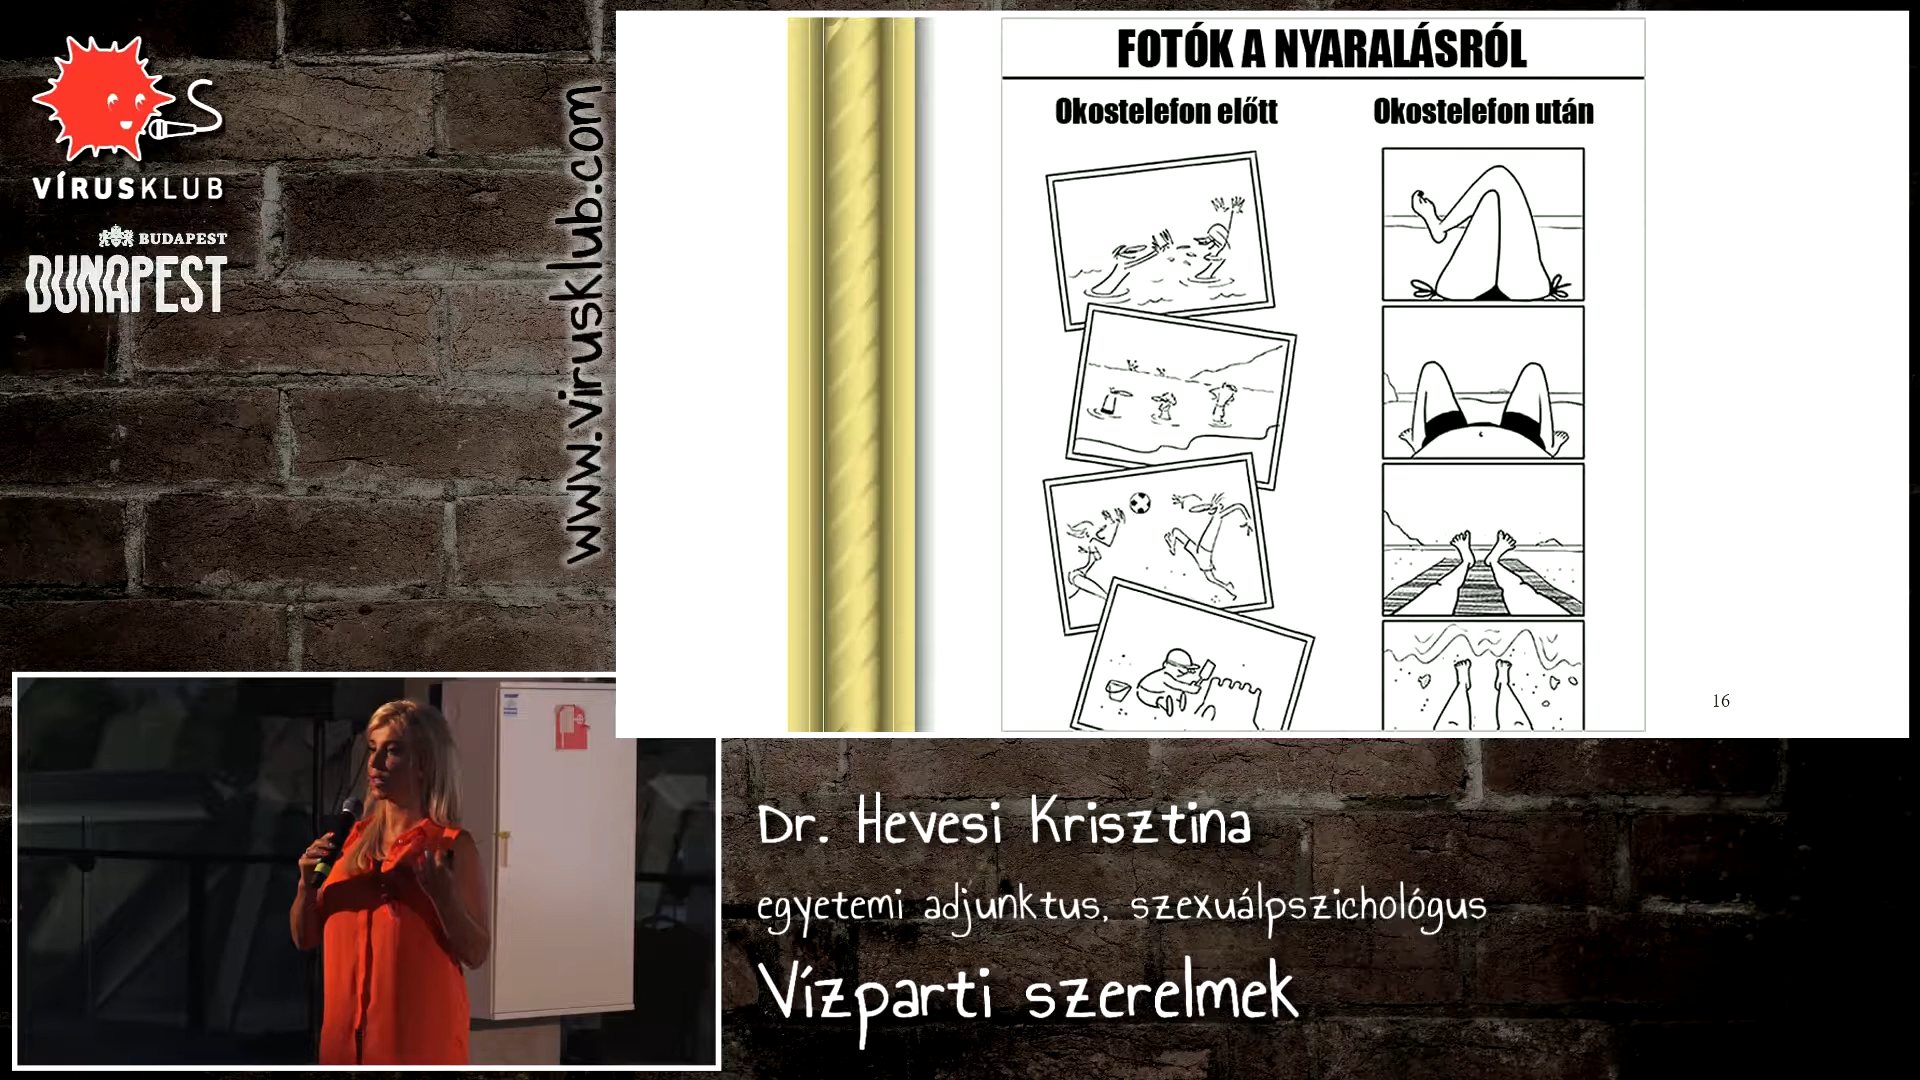 VÍRUSKLUB
BUDAPEST
DUNAPEST
www.virusklub.com
FOTÓK A NYARALÁSRÓL
Okostelefon előtt
Okostelefon után
16
Dr. Hevesi Krisztina
egyetemi adjunktus, szexuálpszichológus
Vízparti szerelmek